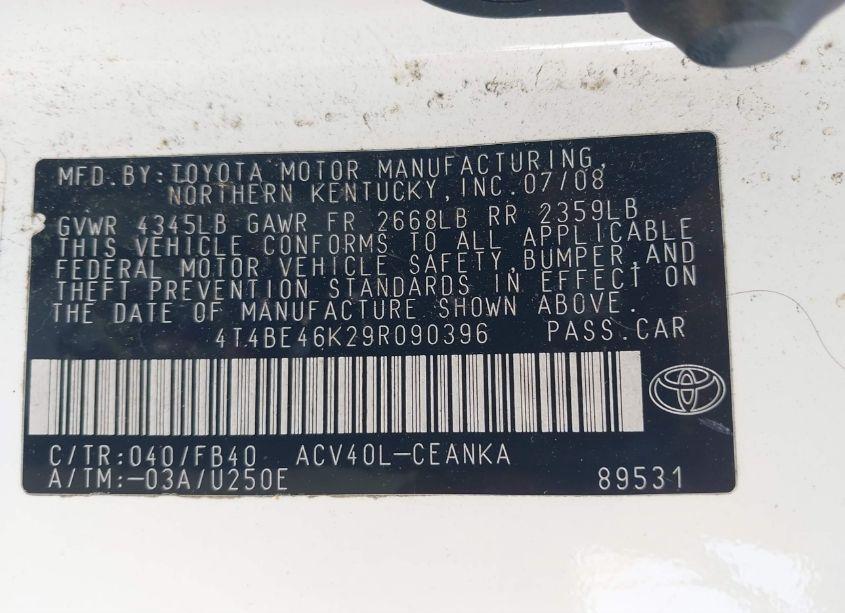 MFD.BY:TOYOTA MOTOR MANUFACTURING,
NORTHERN KENTUCKY,INC.07/08
GVWR 4345LB GAWR FR 2668LB RR 2359LB
THIS VEHICLE CONFORMS TO ALL APPLICABLE
FEDERAL MOTOR VEHICLE SAFETY,BUMPER,AND
THEFT PREVENTION STANDARDS IN EFFECT ON
THE DATE OF MANUFACTURE SHOWN ABOVE.
4T4BE46K29R090396 PASS.CAR
C/TR:040/FB40 ACV40L-CEANKA
A/TM:-03A/U250E 89531